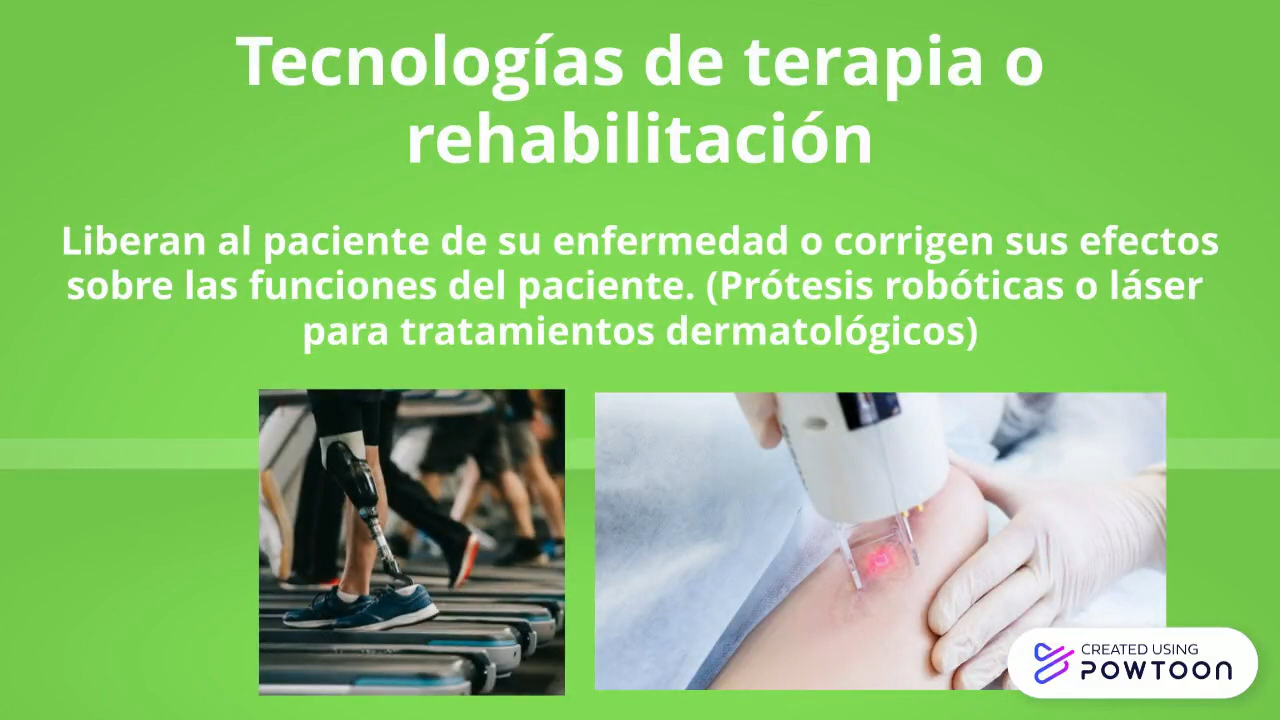 Tecnologías de terapia o
rehabilitación
Liberan al paciente de su enfermedad o corrigen sus efectos
sobre las funciones del paciente. (Prótesis robóticas o láser
para tratamientos dermatológicos)
CREATED USING
POWTOON